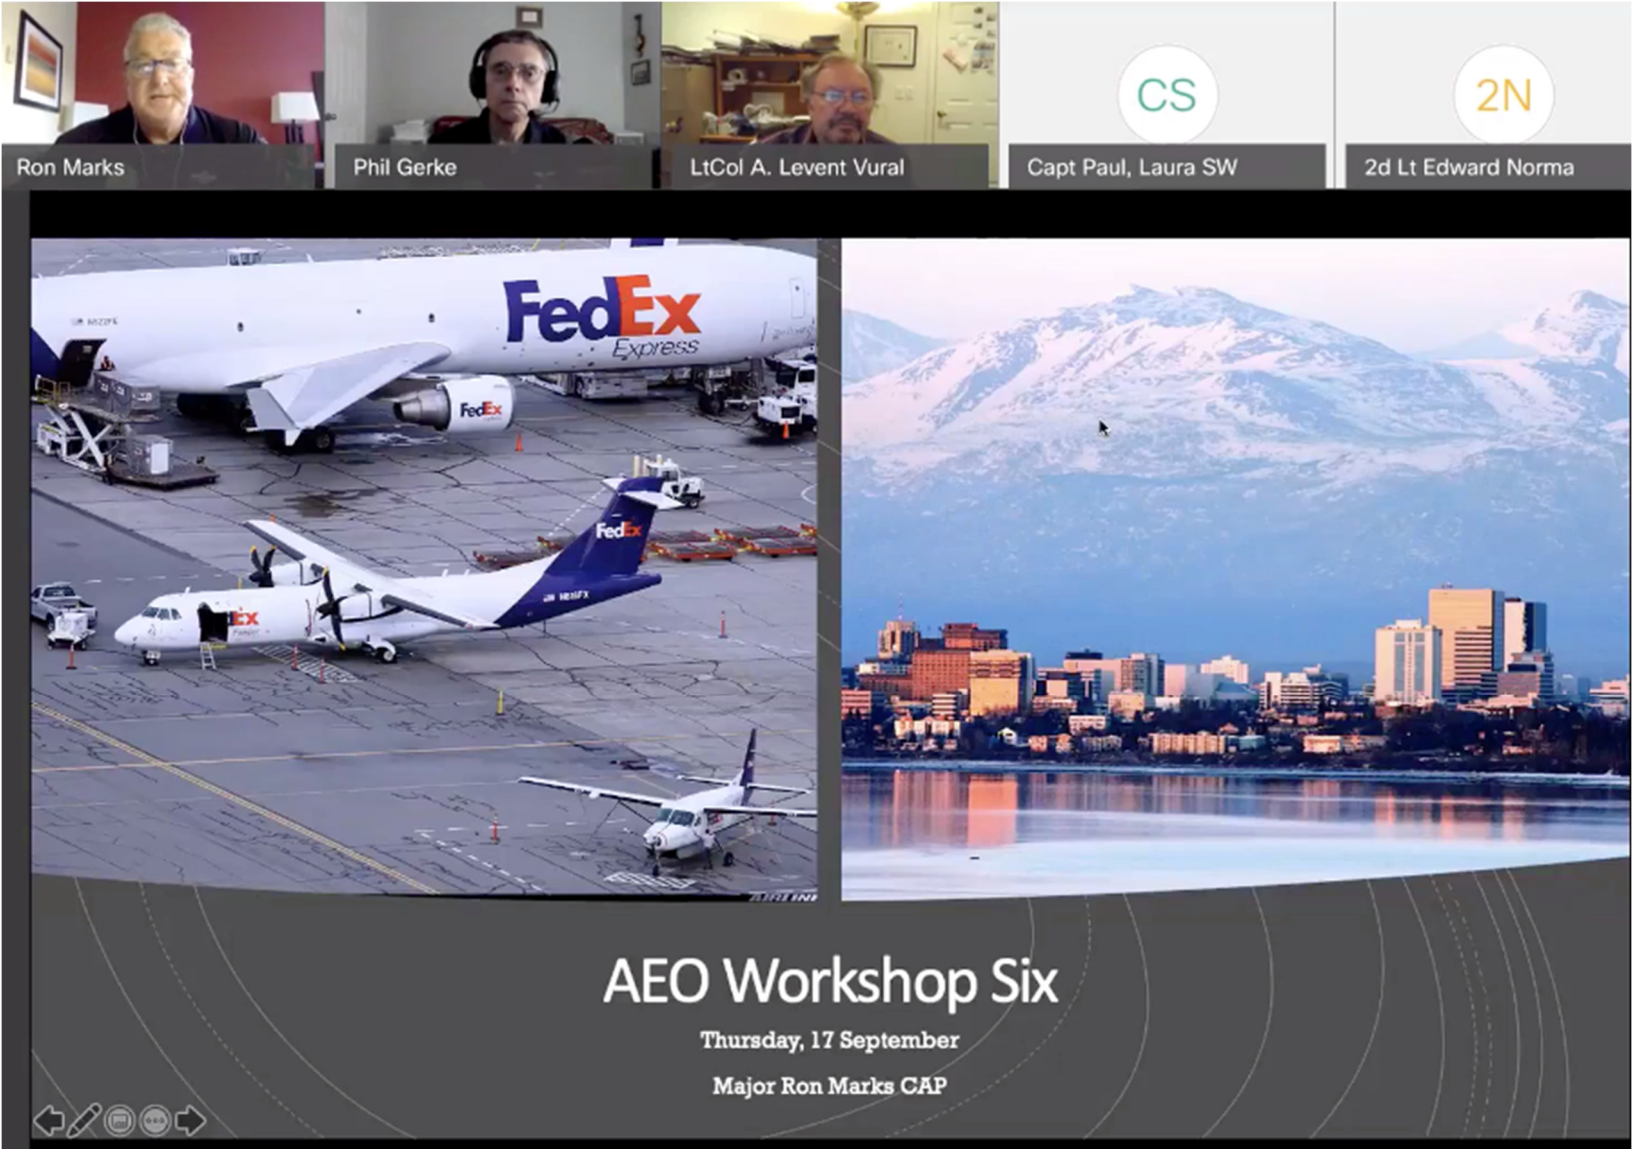 Ron Marks
Phil Gerke
LtCol A. Levent Vural
CS
Capt Paul, Laura SW
2N
2d Lt Edward Norma
FedEx
Express
FedEx
FedEx
Ex
AEO Workshop Six
Thursday, 17 September
Major Ron Marks CAP